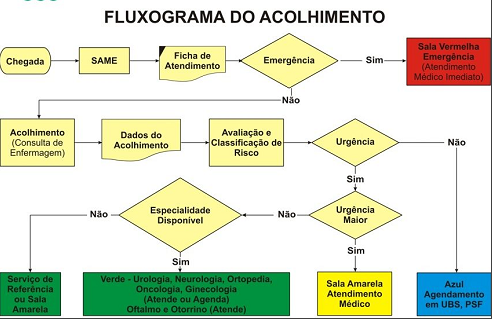 FLUXOGRAMA DO ACOLHIMENTO
Chegada
SAME
Ficha de
Atendimento
Emergência
Sim
Sala Vermelha
Emergência
(Atendimento
Médico Imediato)
Não
Acolhimento
(Consulta de
Enfermagem)
Dados do
Acolhimento
Avaliação e
Classificação de
Risco
Urgência
Não
Sim
Especialidade
Disponível
Não
Não
Urgência
Maior
Sim
Sim
Serviço de
Referência
ou Sala
Amarela
Verde - Urologia, Neurologia, Ortopedia,
Oncologia, Ginecologia
(Atende ou Agenda)
Oftalmo e Otorrino (Atende)
Sala Amarela
Atendimento
Médico
Azul
Agendamento
em UBS, PSF